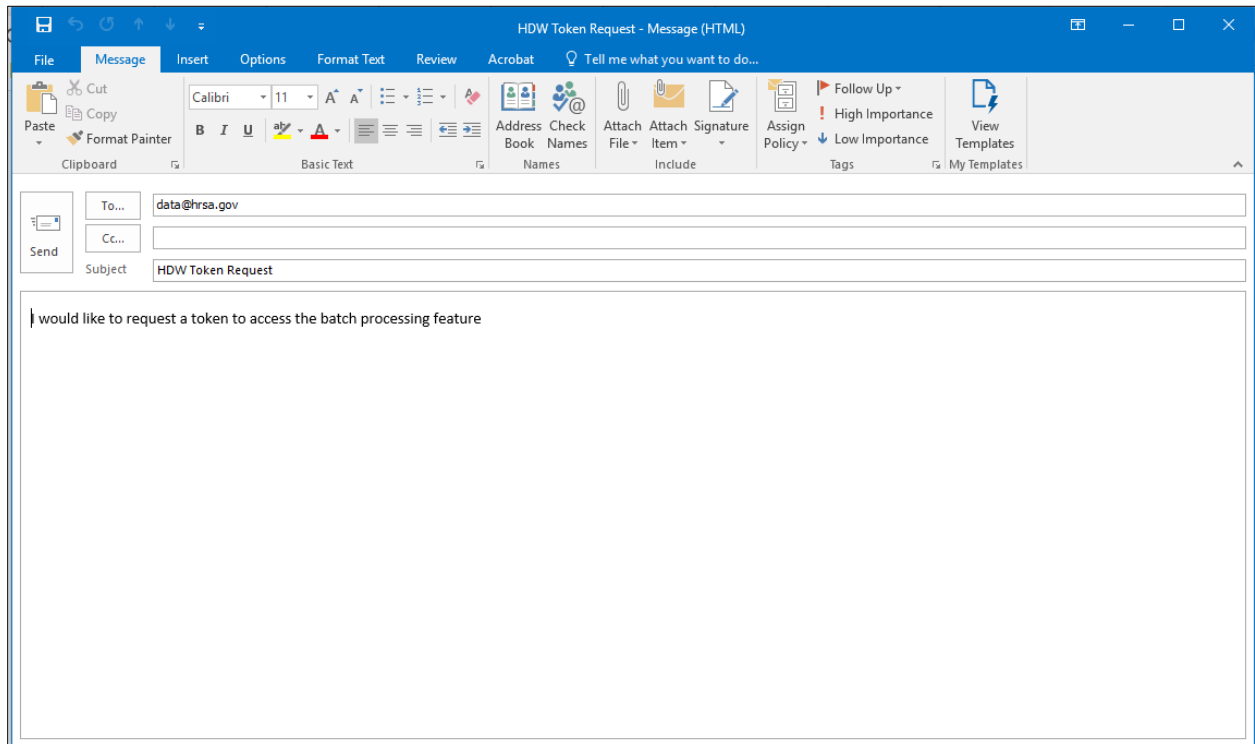 HDW Token Request - Message (HTML)
File Message Insert Options Format Text Review Acrobat Tell me what you want to do...
Paste
Cut
Copy
Format Painter
Clipboard
Calibri 11
B I U
Basic Text
Address Book
Check Names
Names
Attach File
Attach Item
Signature
Include
Assign Policy
Follow Up
High Importance
Low Importance
Tags
View Templates
My Templates
Send
To... data@hrsa.gov
Cc...
Subject HDW Token Request
I would like to request a token to access the batch processing feature